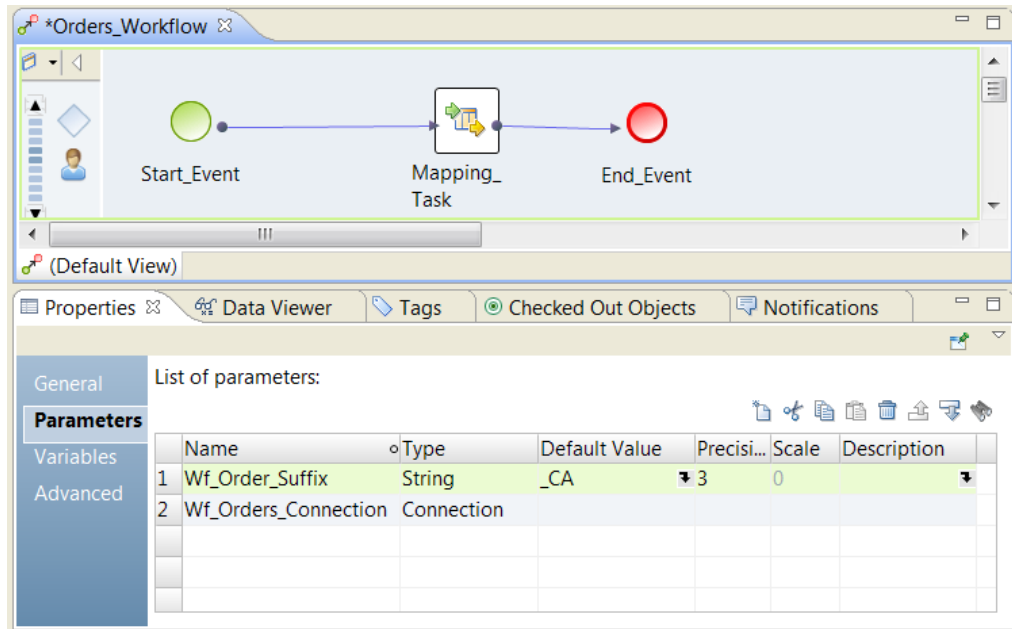 *Orders_Workflow
Start_Event
Mapping_
Task
End_Event
(Default View)
Properties Data Viewer Tags Checked Out Objects Notifications
General
Parameters
Variables
Advanced
List of parameters:
Name Type Default Value Precisi... Scale Description
1 Wf_Order_Suffix String _CA 3 0
2 Wf_Orders_Connection Connection